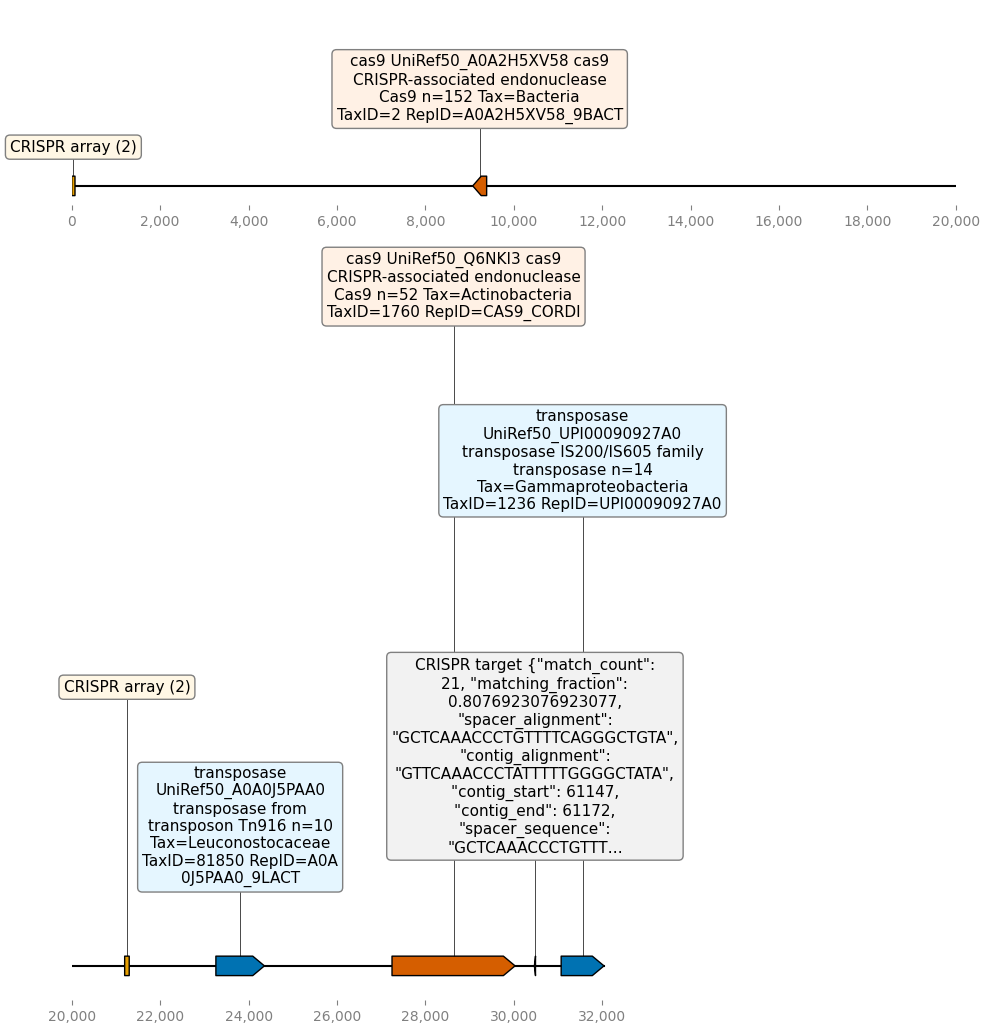 cas9 UniRef50_A0A2H5XV58 cas9
CRISPR-associated endonuclease
Cas9 n=152 Tax=Bacteria
TaxID=2 RepID=A0A2H5XV58_9BACT
CRISPR array (2)
0 2,000 4,000 6,000 8,000 10,000 12,000 14,000 16,000 18,000 20,000
cas9 UniRef50_Q6NKI3 cas9
CRISPR-associated endonuclease
Cas9 n=52 Tax=Actinobacteria
TaxID=1760 RepID=CAS9_CORDI
transposase
UniRef50_UPI00090927A0
transposase IS200/IS605 family
transposase n=14
Tax=Gammaproteobacteria
TaxID=1236 RepID=UPI00090927A0
CRISPR target {"match_count":
21, "matching_fraction":
0.8076923076923077,
"spacer_alignment":
"GCTCAAACCCTGTTTTCAGGGCTGTA",
"contig_alignment":
"GTTCAAACCCTATTTTTGGGGCTATA",
"contig_start": 61147,
"contig_end": 61172,
"spacer_sequence":
"GCTCAAACCCTGTTT...
CRISPR array (2)
transposase
UniRef50_A0A0J5PAA0
transposase from
transposon Tn916 n=10
Tax=Leuconostocaceae
TaxID=81850 RepID=A0A
0J5PAA0_9LACT
20,000 22,000 24,000 26,000 28,000 30,000 32,000